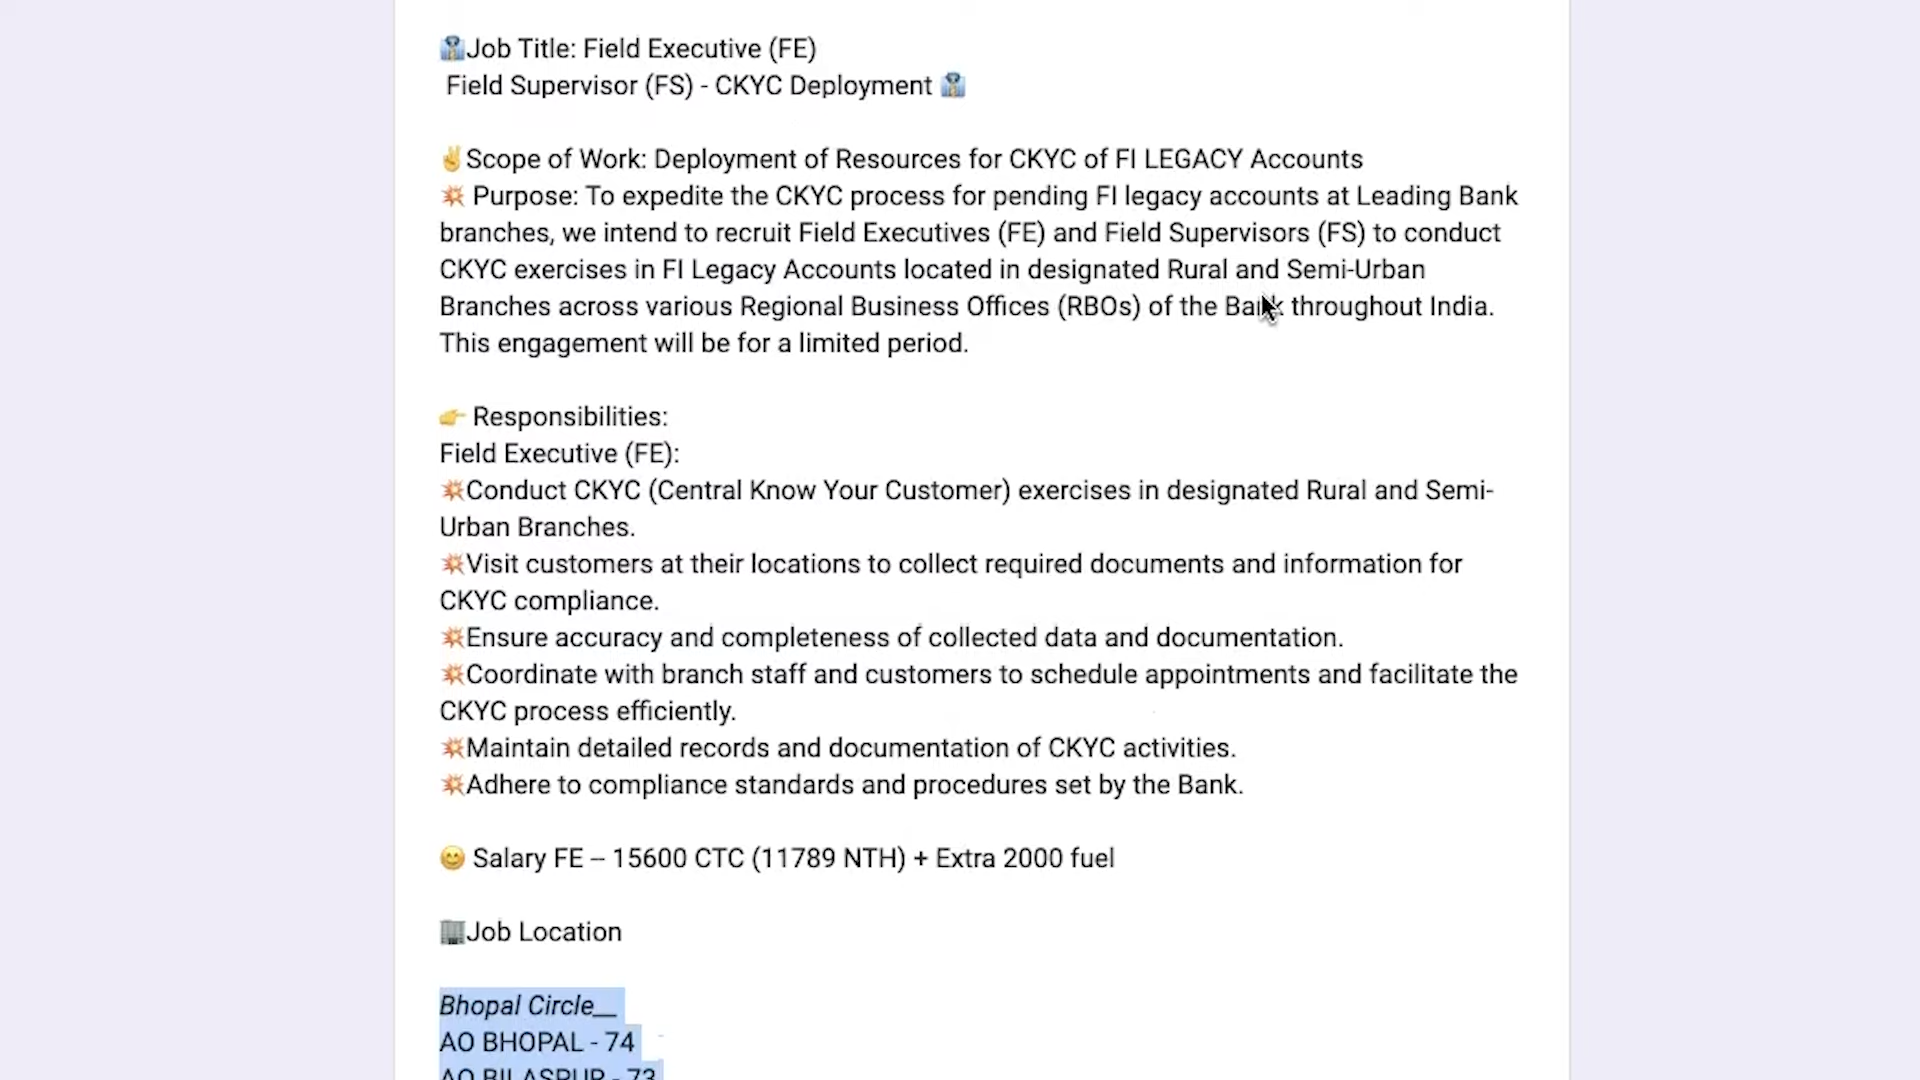 👔Job Title: Field Executive (FE)
Field Supervisor (FS) - CKYC Deployment 👔
✌Scope of Work: Deployment of Resources for CKYC of FI LEGACY Accounts
💥 Purpose: To expedite the CKYC process for pending FI legacy accounts at Leading Bank
branches, we intend to recruit Field Executives (FE) and Field Supervisors (FS) to conduct
CKYC exercises in FI Legacy Accounts located in designated Rural and Semi-Urban
Branches across various Regional Business Offices (RBOs) of the Bank throughout India.
This engagement will be for a limited period.
👉 Responsibilities:
Field Executive (FE):
💥Conduct CKYC (Central Know Your Customer) exercises in designated Rural and Semi-
Urban Branches.
💥Visit customers at their locations to collect required documents and information for
CKYC compliance.
💥Ensure accuracy and completeness of collected data and documentation.
💥Coordinate with branch staff and customers to schedule appointments and facilitate the
CKYC process efficiently.
💥Maintain detailed records and documentation of CKYC activities.
💥Adhere to compliance standards and procedures set by the Bank.
😊 Salary FE – 15600 CTC (11789 NTH) + Extra 2000 fuel
🏢Job Location
Bhopal Circle__
AO BHOPAL - 74
AO BILASPUR - 73